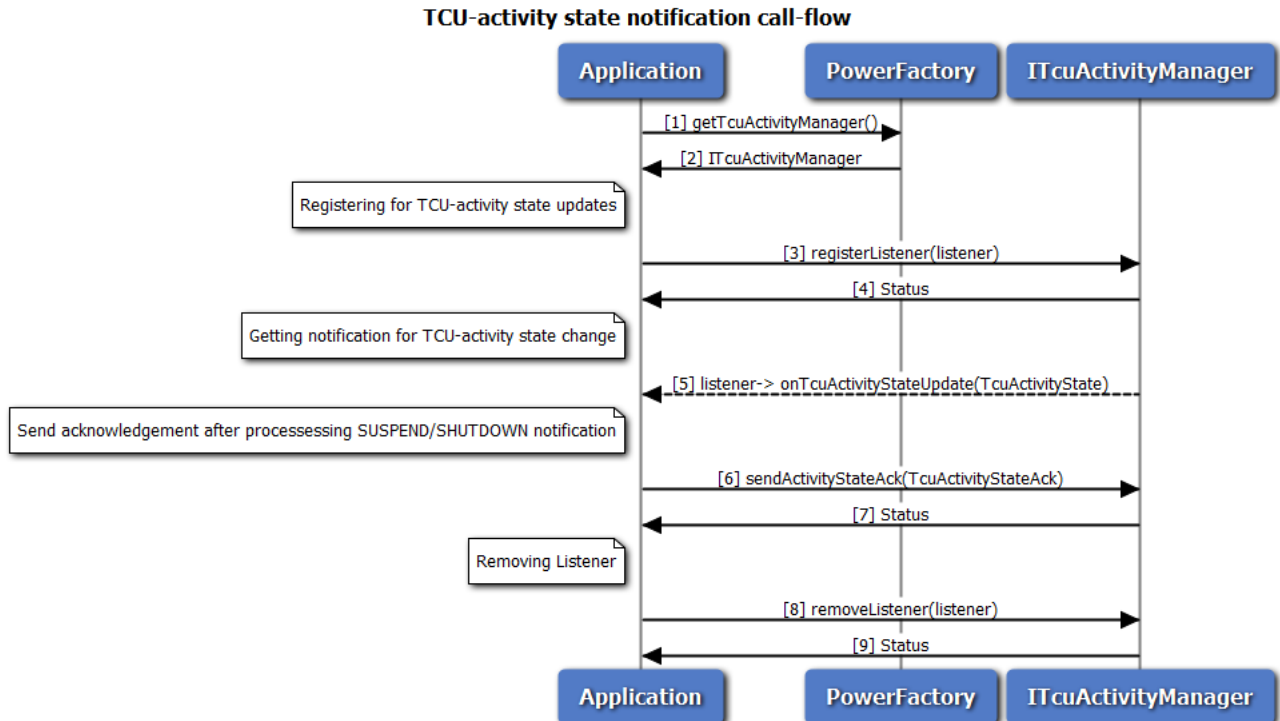 TCU-activity state notification call-flow
Application
PowerFactory
ITcuActivityManager
[1] getTcuActivityManager()
[2] ITcuActivityManager
Registering for TCU-activity state updates
[3] registerListener(listener)
[4] Status
Getting notification for TCU-activity state change
[5] listener-> onTcuActivityStateUpdate(TcuActivityState)
Send acknowledgement after processessing SUSPEND/SHUTDOWN notification
[6] sendActivityStateAck(TcuActivityStateAck)
[7] Status
Removing Listener
[8] removeListener(listener)
[9] Status
Application
PowerFactory
ITcuActivityManager